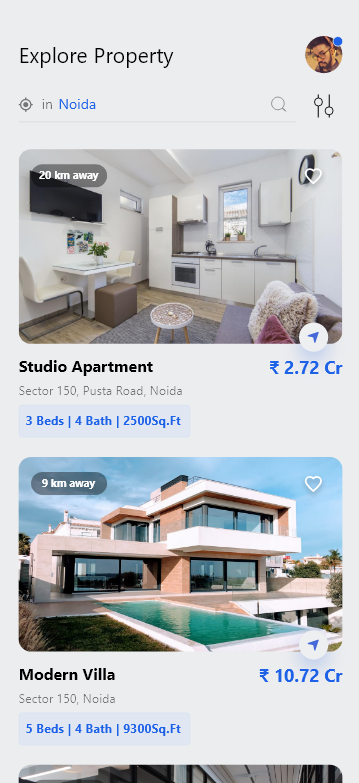 Explore Property
in Noida
20 km away
Studio Apartment
₹ 2.72 Cr
Sector 150, Pusta Road, Noida
3 Beds | 4 Bath | 2500Sq.Ft
9 km away
Modern Villa
₹ 10.72 Cr
Sector 150, Noida
5 Beds | 4 Bath | 9300Sq.Ft